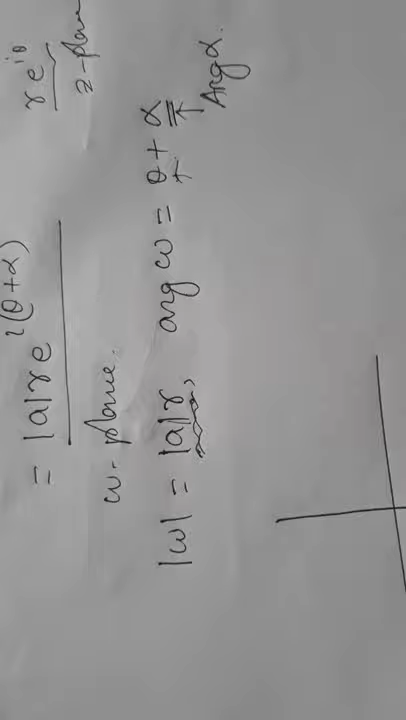 re^{iθ}
z-plane
= |a|re^{i(θ+α)}
w-plane.
|w| = |a|r, arg w = θ + α
Arg α.